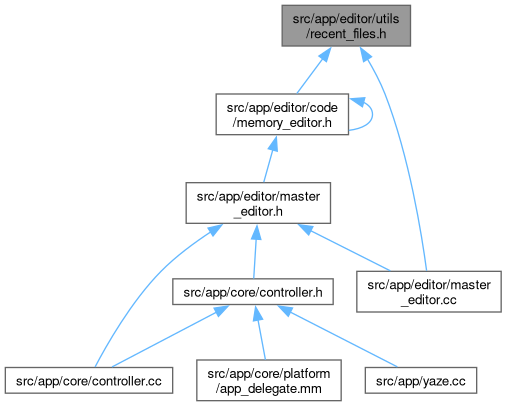 src/app/editor/utils
/recent_files.h
src/app/editor/code
/memory_editor.h
src/app/editor/master
_editor.h
src/app/core/controller.h
src/app/editor/master
_editor.cc
src/app/core/controller.cc
src/app/core/platform
/app_delegate.mm
src/app/yaze.cc